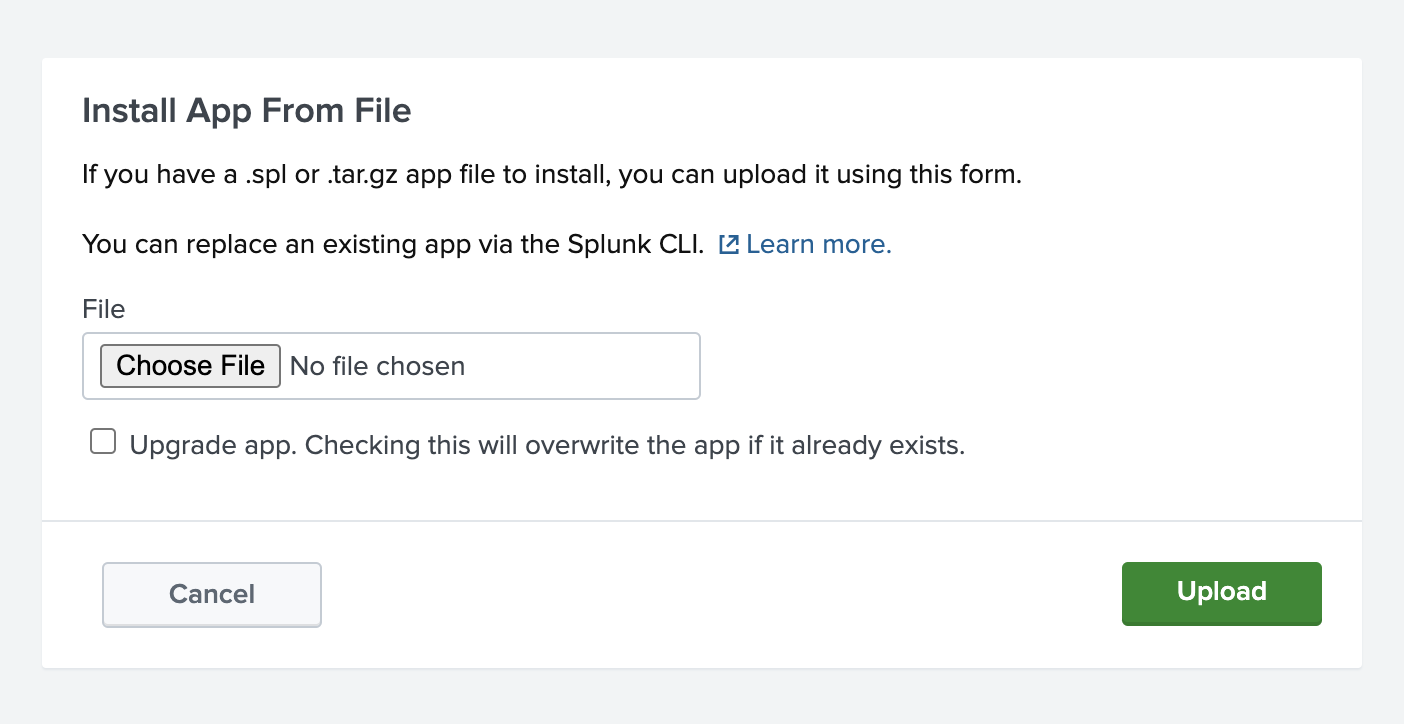 Install App From File
If you have a .spl or .tar.gz app file to install, you can upload it using this form.
You can replace an existing app via the Splunk CLI. Learn more.
File
Choose File No file chosen
Upgrade app. Checking this will overwrite the app if it already exists.
Cancel Upload